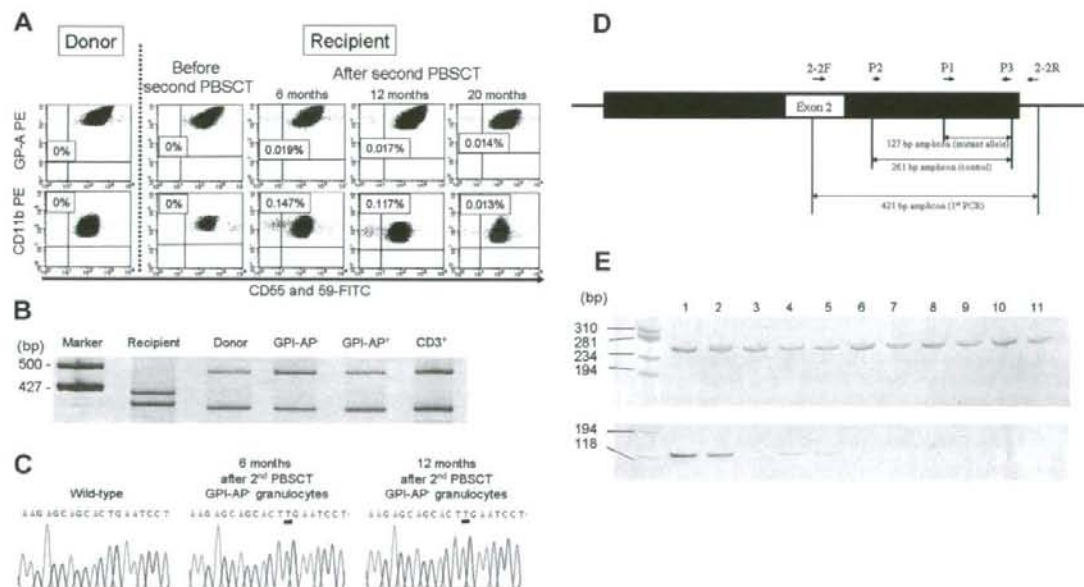 A
Donor
Recipient
Before second PBSCT
After second PBSCT
6 months
12 months
20 months
GP-A PE
0%
0%
0.019%
0.017%
0.014%
CD11b PE
0%
0%
0.147%
0.117%
0.013%
CD55 and 59-FITC
B
(bp)
Marker
Recipient
Donor
GPI-AP-
GPI-AP+
CD3+
500
427
C
Wild-type
6 months
after 2nd PBSCT
GPI-AP- granulocytes
12 months
after 2nd PBSCT
GPI-AP- granulocytes
AAGAGCAGCACTGAATCCT
AAGAGCAGCACTTGAATCCT
AAGAGCAGCACTTGAATCCT
D
2-2F
P2
P1
P3
2-2R
Exon 2
127 bp amplicon (mutant allele)
261 bp amplicon (control)
421 bp amplicon (1st PCR)
E
(bp)
1 2 3 4 5 6 7 8 9 10 11
310
281
234
194
194
118